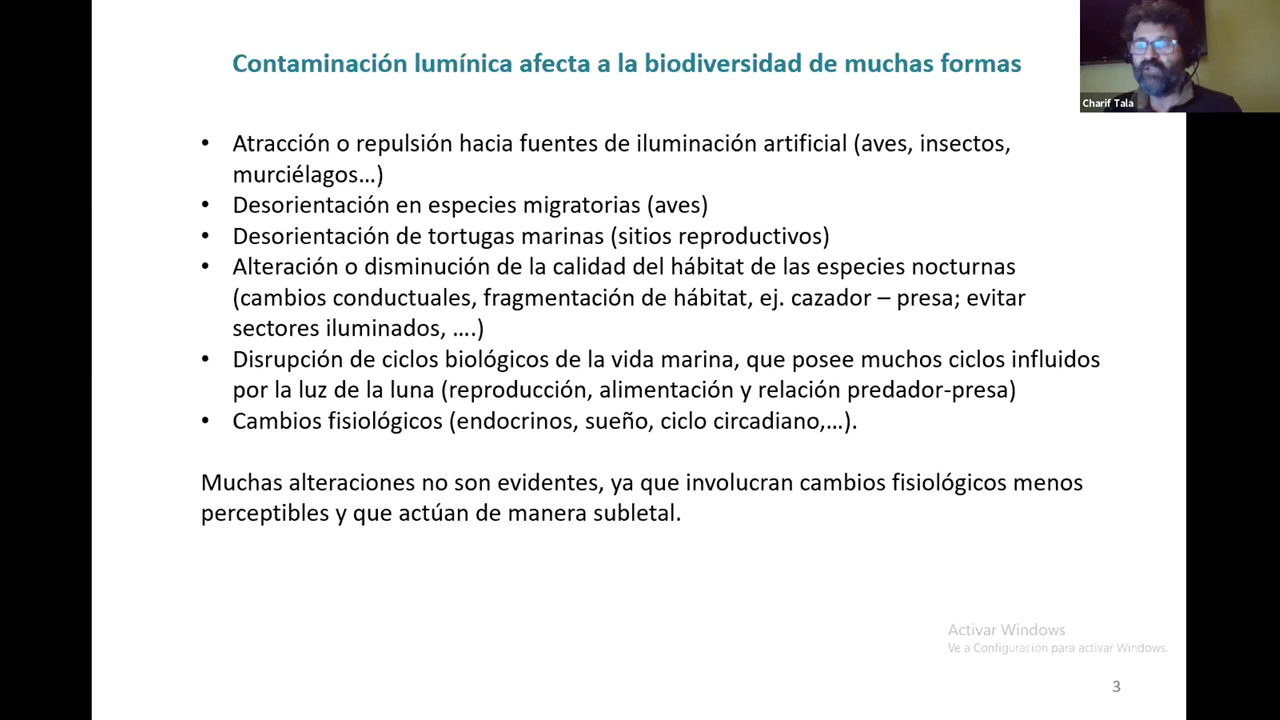 Contaminación lumínica afecta a la biodiversidad de muchas formas
Charif Tala
• Atracción o repulsión hacia fuentes de iluminación artificial (aves, insectos,
murciélagos…)
• Desorientación en especies migratorias (aves)
• Desorientación de tortugas marinas (sitios reproductivos)
• Alteración o disminución de la calidad del hábitat de las especies nocturnas
(cambios conductuales, fragmentación de hábitat, ej. cazador – presa; evitar
sectores iluminados, ….)
• Disrupción de ciclos biológicos de la vida marina, que posee muchos ciclos influidos
por la luz de la luna (reproducción, alimentación y relación predador-presa)
• Cambios fisiológicos (endocrinos, sueño, ciclo circadiano,…).
Muchas alteraciones no son evidentes, ya que involucran cambios fisiológicos menos
perceptibles y que actúan de manera subletal.
Activar Windows
Ve a Configuración para activar Windows.
3